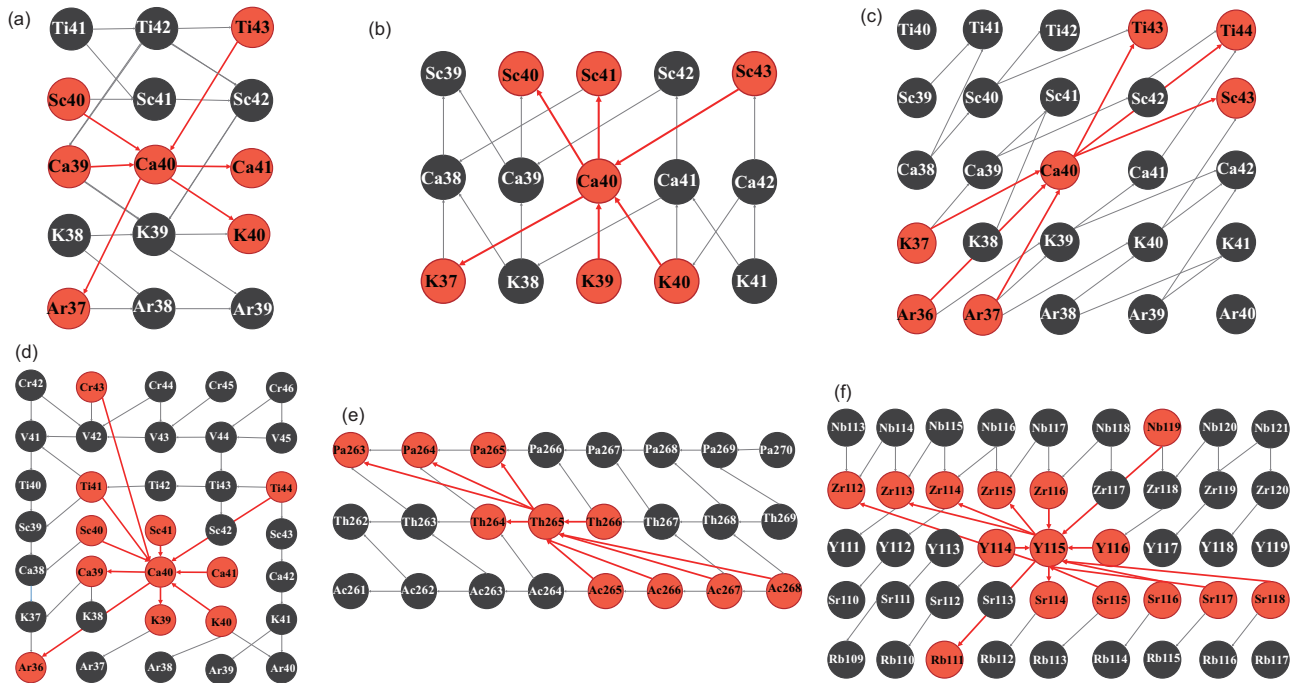 (a)
Ti41 Ti42 Ti43
Sc40 Sc41 Sc42
Ca39 Ca40 Ca41
K38 K39 K40
Ar37 Ar38 Ar39
(b)
Sc39 Sc40 Sc41 Sc42 Sc43
Ca38 Ca39 Ca40 Ca41 Ca42
K37 K38 K39 K40 K41
(c)
Ti40 Ti41 Ti42 Ti43 Ti44
Sc39 Sc40 Sc41 Sc42 Sc43
Ca38 Ca39 Ca40 Ca41 Ca42
K37 K38 K39 K40 K41
Ar36 Ar37 Ar38 Ar39 Ar40
(d)
Cr42 Cr43 Cr44 Cr45 Cr46
V41 V42 V43 V44 V45
Ti40 Ti41 Ti42 Ti43 Ti44
Sc39 Sc40 Sc41 Sc42 Sc43
Ca38 Ca39 Ca40 Ca41 Ca42
K37 K38 K39 K40 K41
Ar36 Ar37 Ar38 Ar39 Ar40
(e)
Pa263 Pa264 Pa265 Pa266 Pa267 Pa268 Pa269 Pa270
Th262 Th263 Th264 Th265 Th266 Th267 Th268 Th269
Ac261 Ac262 Ac263 Ac264 Ac265 Ac266 Ac267 Ac268
(f)
Nb113 Nb114 Nb115 Nb116 Nb117 Nb118 Nb119 Nb120 Nb121
Zr112 Zr113 Zr114 Zr115 Zr116 Zr117 Zr118 Zr119 Zr120
Y111 Y112 Y113 Y114 Y115 Y116 Y117 Y118 Y119
Sr110 Sr111 Sr112 Sr113 Sr114 Sr115 Sr116 Sr117 Sr118
Rb109 Rb110 Rb111 Rb112 Rb113 Rb114 Rb115 Rb116 Rb117